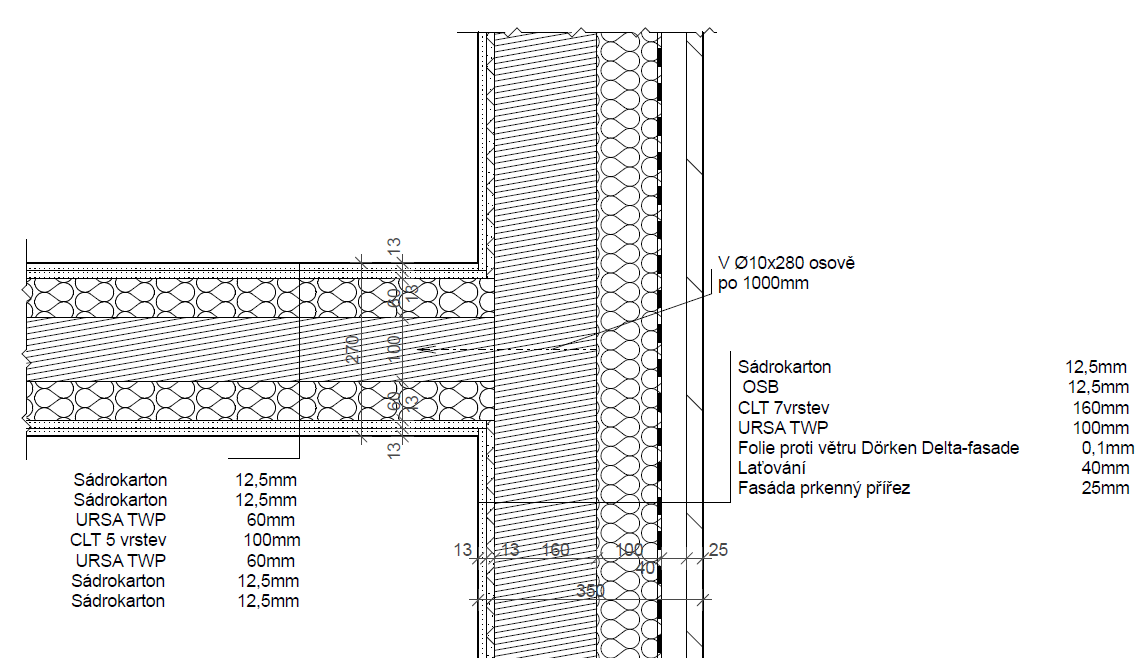 V Ø10x280 osově
po 1000mm
Sádrokarton 12,5mm
OSB 12,5mm
CLT 7vrstev 160mm
URSA TWP 100mm
Folie proti větru Dörken Delta-fasade 0,1mm
Laťování 40mm
Fasáda prkenný přířez 25mm
13
60
13
270
100
60
13
13
Sádrokarton 12,5mm
Sádrokarton 12,5mm
URSA TWP 60mm
CLT 5 vrstev 100mm
URSA TWP 60mm
Sádrokarton 12,5mm
Sádrokarton 12,5mm
13 13 160 100 25
40
350